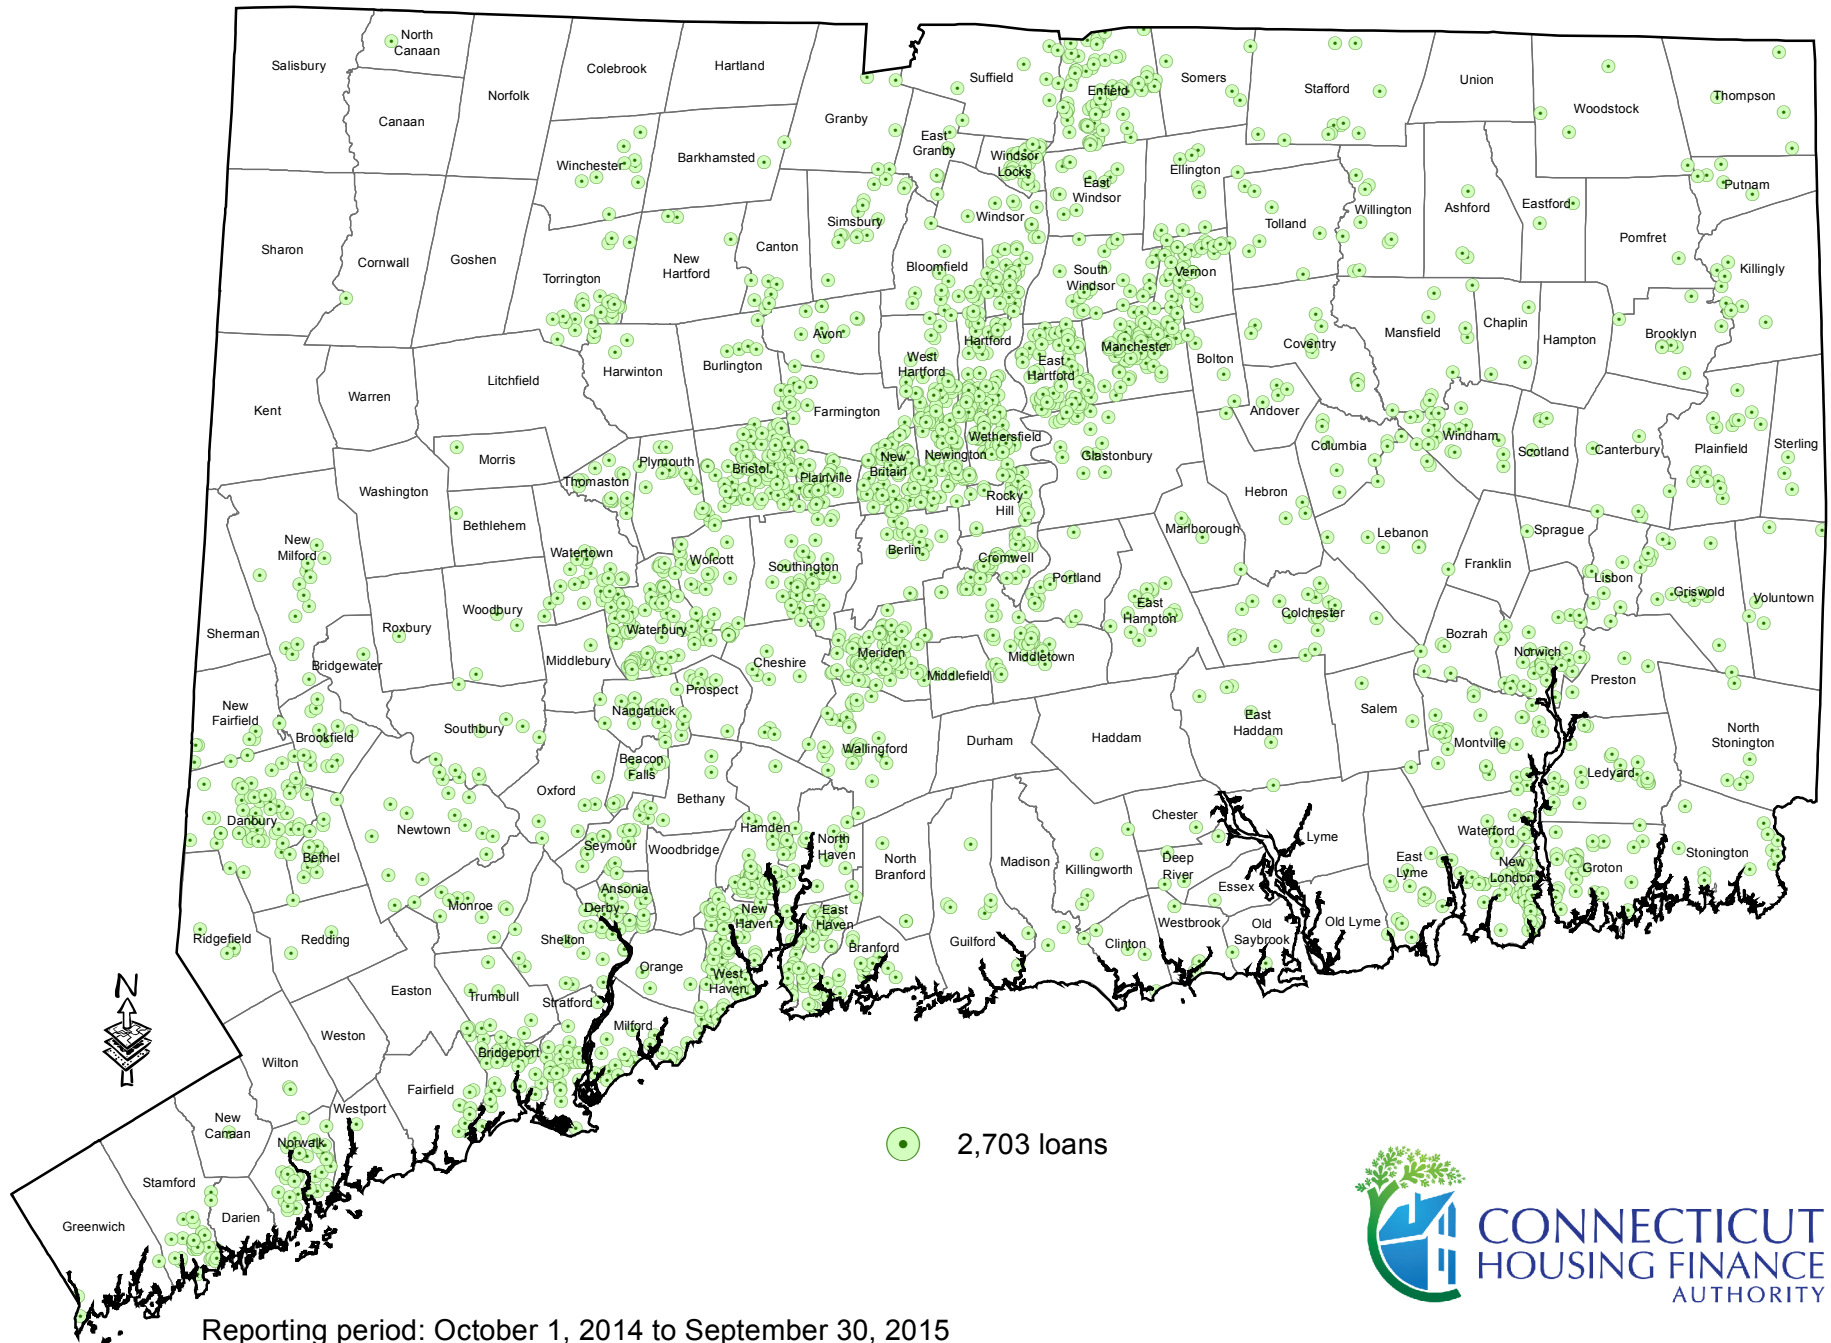 North
Canaan
Salisbury
Colebrook
Hartland
Suffield
Somers
Union
Norfolk
Enfield
Stafford
Thompson
Woodstock
Canaan
Granby
East
Granby
Windsor
Locks
Winchester
Barkhamsted
Ellington
East
Windsor
Putnam
Willington
Ashford
Eastford
Simsbury
Windsor
Tolland
Sharon
Cornwall
Goshen
New
Hartford
Canton
Pomfret
Torrington
Bloomfield
South
Windsor
Vernon
Killingly
Avon
Hartford
Manchester
Mansfield
Chaplin
Hampton
Brooklyn
Coventry
West
Hartford
East
Hartford
Bolton
Harwinton
Burlington
Litchfield
Kent
Warren
Farmington
Andover
Wethersfield
Windham
Columbia
Scotland
Canterbury
Plainfield
Sterling
Morris
Plymouth
Bristol
New
Britain
Newington
Glastonbury
Thomaston
Plainville
Washington
Rocky
Hill
Hebron
Bethlehem
Marlborough
Lebanon
Sprague
New
Milford
Watertown
Wolcott
Southington
Berlin
Cromwell
Franklin
Portland
Lisbon
Griswold
Voluntown
Woodbury
East
Hampton
Colchester
Sherman
Roxbury
Waterbury
Bozrah
Bridgewater
Middlebury
Cheshire
Meriden
Middletown
Norwich
Middlefield
Preston
Prospect
New
Fairfield
Naugatuck
Salem
Brookfield
Southbury
East
Haddam
North
Stonington
Wallingford
Durham
Haddam
Montville
Beacon
Falls
Ledyard
Oxford
Bethany
Danbury
Newtown
Hamden
Chester
Lyme
Waterford
Seymour
Woodbridge
North
Haven
North
Branford
Bethel
Madison
Killingworth
Deep
River
East
Lyme
New
London
Groton
Stonington
Ansonia
Essex
Monroe
Derby
New
Haven
East
Haven
Westbrook
Old
Saybrook
Old Lyme
Ridgefield
Redding
Shelton
Branford
Guilford
Clinton
Orange
West
Haven
Easton
Trumbull
Stratford
Milford
Weston
Wilton
Bridgeport
Fairfield
New
Canaan
Westport
Norwalk
Stamford
Darien
Greenwich
N
2,703 loans
CONNECTICUT
HOUSING FINANCE
AUTHORITY
Reporting period: October 1, 2014 to September 30, 2015